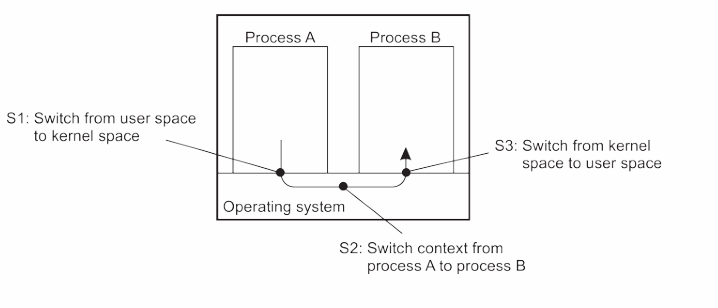 Process A
Process B
S1: Switch from user space
to kernel space
S3: Switch from kernel
space to user space
Operating system
S2: Switch context from
process A to process B